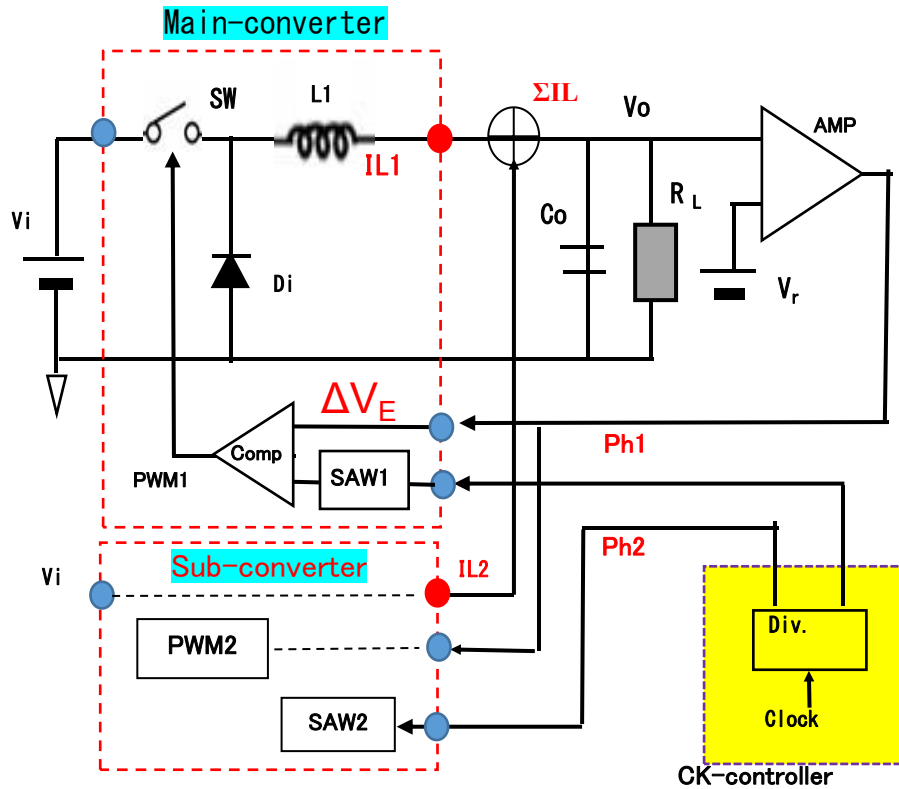 Main-converter
SW
L1
ΣIL
Vo
AMP
IL1
Vi
Di
Co
R L
Vr
ΔVE
Comp
SAW1
PWM1
Ph1
Sub-converter
IL2
Ph2
Vi
PWM2
SAW2
Div.
Clock
CK-controller